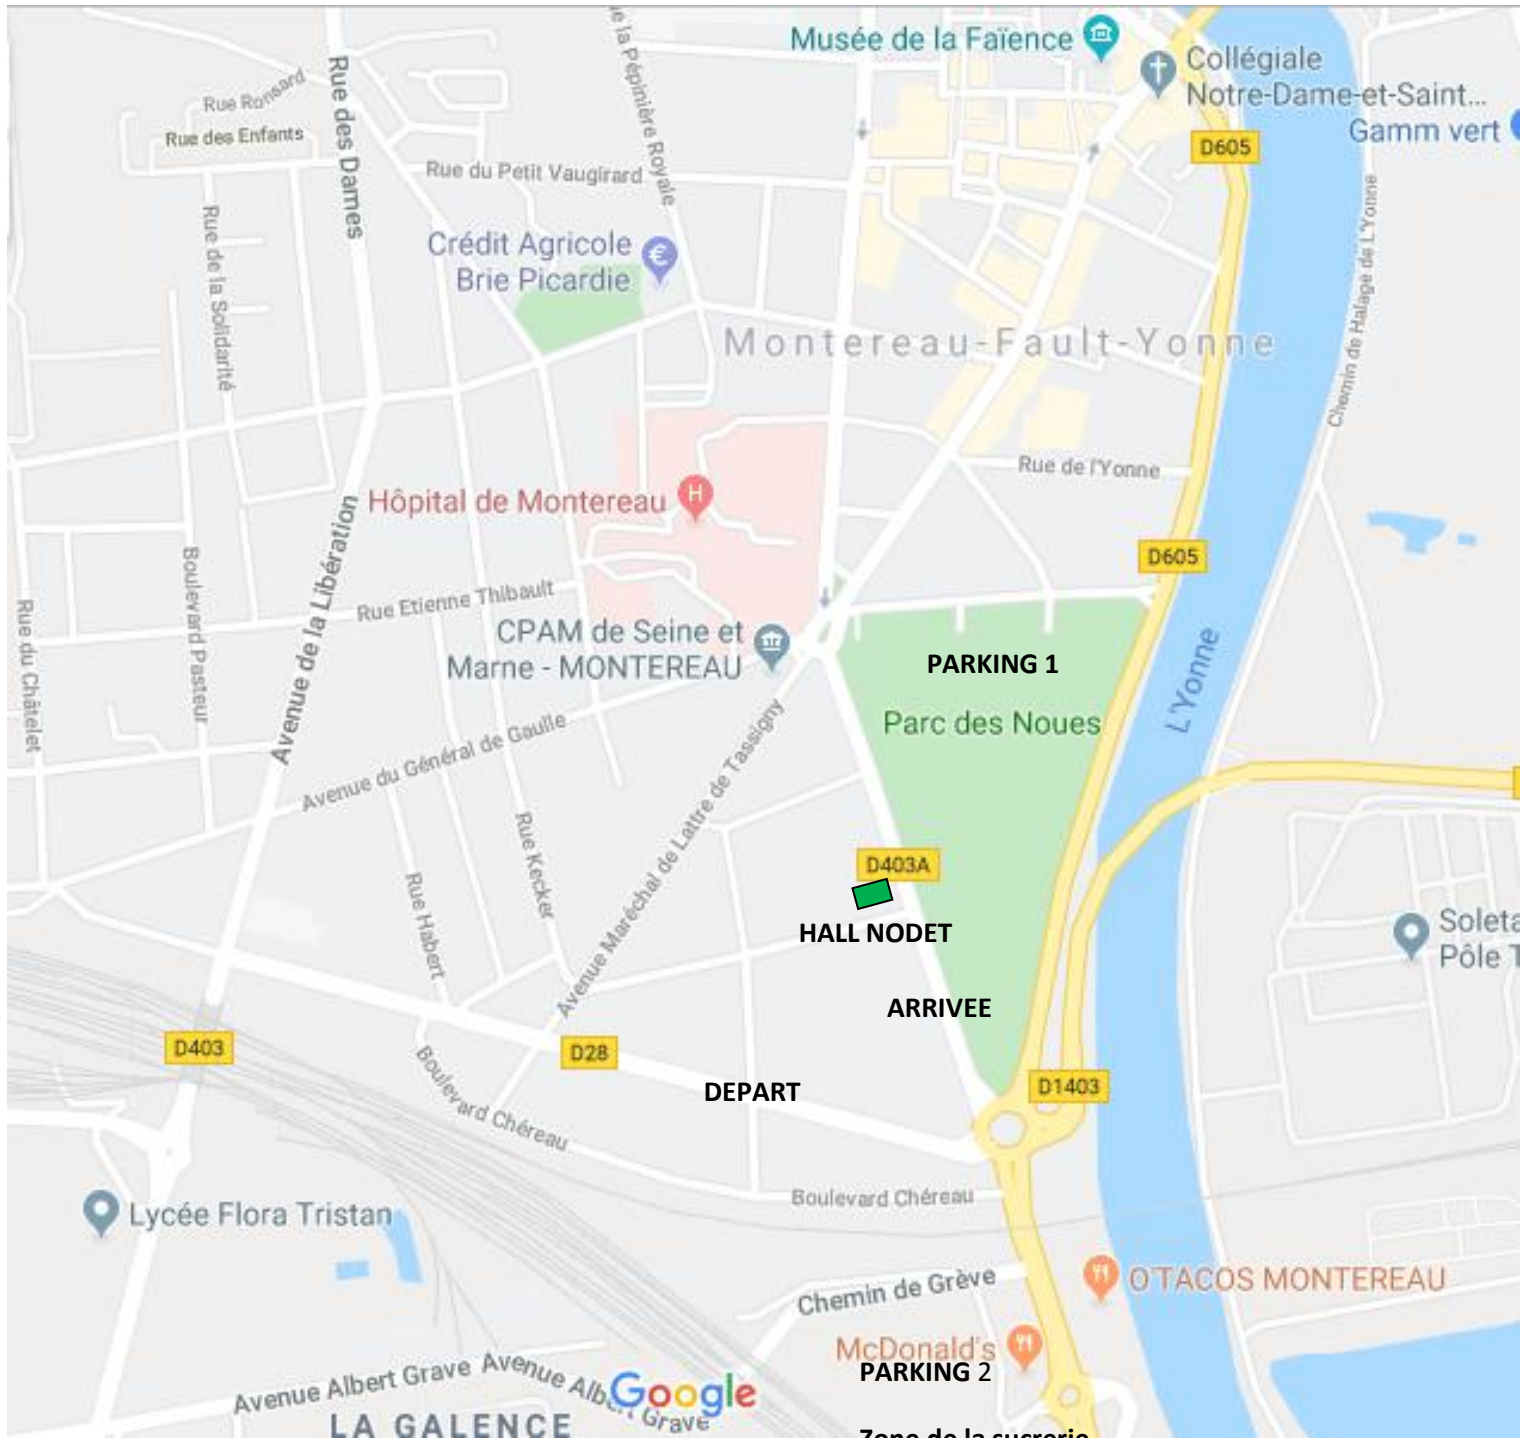 Musée de la Faïence
Collégiale
Notre-Dame-et-Saint...
Gamm vert
D605
Rue des Dames
Rue Ronsard
Rue des Enfants
Rue de la Solidarité
e la Pépinière Royale
Rue du Petit Vaugirard
Crédit Agricole
Brie Picardie
Montereau-Fault-Yonne
Chemin de Halage de L'Yonne
Rue de l'Yonne
Hôpital de Montereau
D605
Avenue de la Libération
Boulevard Pasteur
Rue du Châtelet
Rue Etienne Thibault
CPAM de Seine et
Marne - MONTEREAU
PARKING 1
Parc des Noues
L'Yonne
Avenue du Général de Gaulle
Avenue Maréchal de Lattre de Tassigny
Rue Kecker
Rue Habert
D403A
HALL NODET
Soleta
Pôle T
ARRIVEE
D403
D28
DEPART
D1403
Boulevard Chéreau
Boulevard Chéreau
Lycée Flora Tristan
Chemin de Grève
O'TACOS MONTEREAU
McDonald's
PARKING 2
Avenue Albert Grave
Avenue Albert Grave
Google
LA GALENCE
Zone de la sucrerie